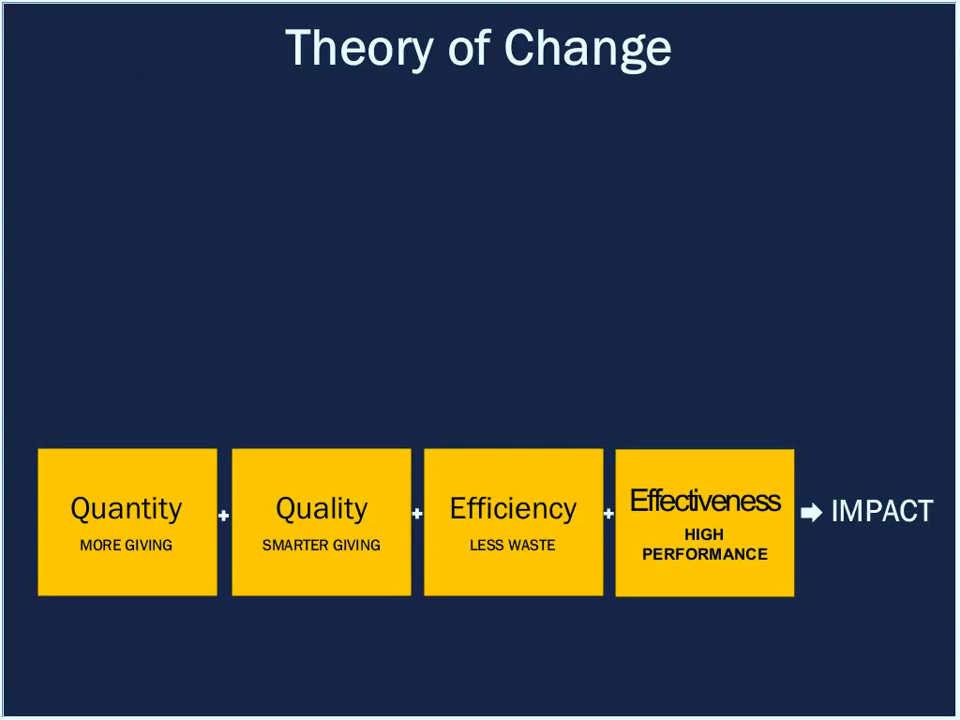 Theory of Change
Quantity
MORE GIVING
+
Quality
SMARTER GIVING
+
Efficiency
LESS WASTE
+
Effectiveness
HIGH
PERFORMANCE
IMPACT